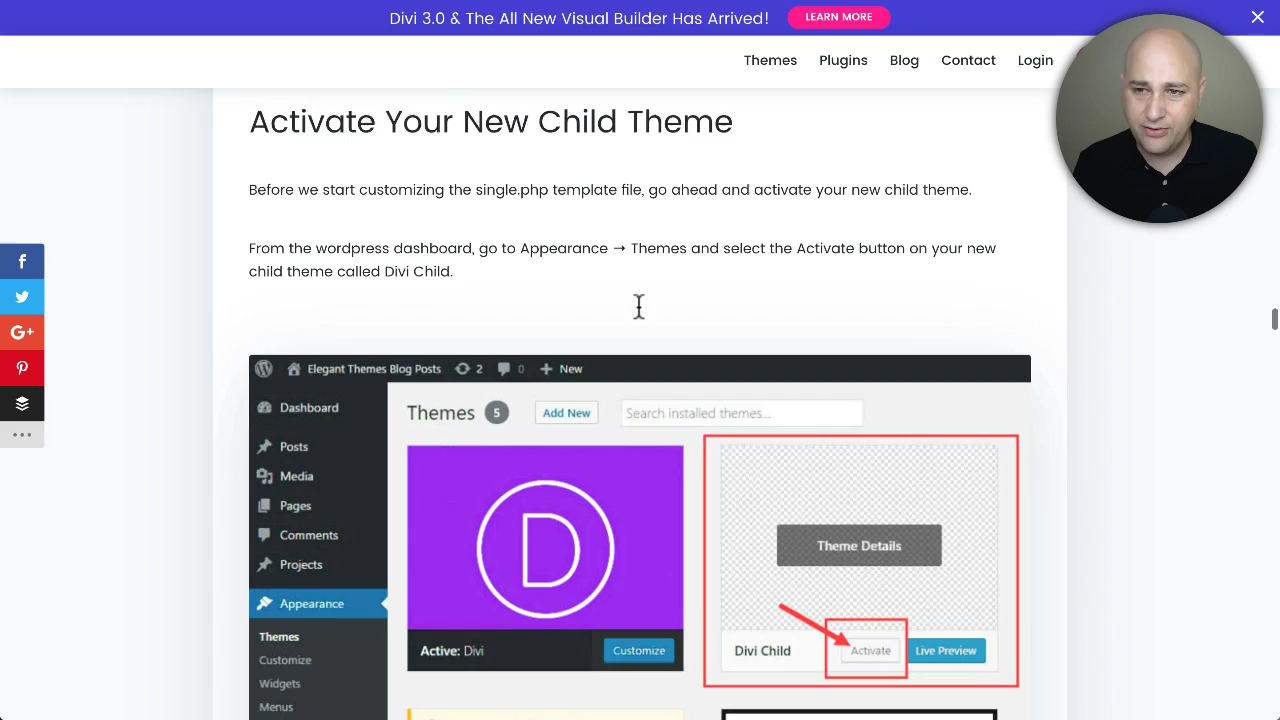 Divi 3.0 & The All New Visual Builder Has Arrived!
LEARN MORE
Themes Plugins Blog Contact Login
Activate Your New Child Theme
Before we start customizing the single.php template file, go ahead and activate your new child theme.
From the wordpress dashboard, go to Appearance → Themes and select the Activate button on your new
child theme called Divi Child.
Elegant Themes Blog Posts 2 0 + New
Dashboard
Posts
Media
Pages
Comments
Projects
Appearance
Themes
Customize
Widgets
Menus
Themes 5 Add New Search installed themes...
D
Active: Divi Customize
Theme Details
Divi Child Activate Live Preview